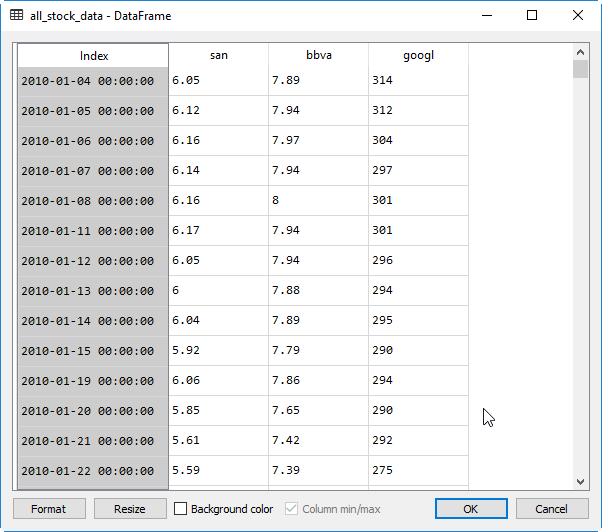 all_stock_data - DataFrame
Index san bbva googl
2010-01-04 00:00:00 6.05 7.89 314
2010-01-05 00:00:00 6.12 7.94 312
2010-01-06 00:00:00 6.16 7.97 304
2010-01-07 00:00:00 6.14 7.94 297
2010-01-08 00:00:00 6.16 8 301
2010-01-11 00:00:00 6.17 7.94 301
2010-01-12 00:00:00 6.05 7.94 296
2010-01-13 00:00:00 6 7.88 294
2010-01-14 00:00:00 6.04 7.89 295
2010-01-15 00:00:00 5.92 7.79 290
2010-01-19 00:00:00 6.06 7.86 294
2010-01-20 00:00:00 5.85 7.65 290
2010-01-21 00:00:00 5.61 7.42 292
2010-01-22 00:00:00 5.59 7.39 275
Format Resize Background color Column min/max OK Cancel